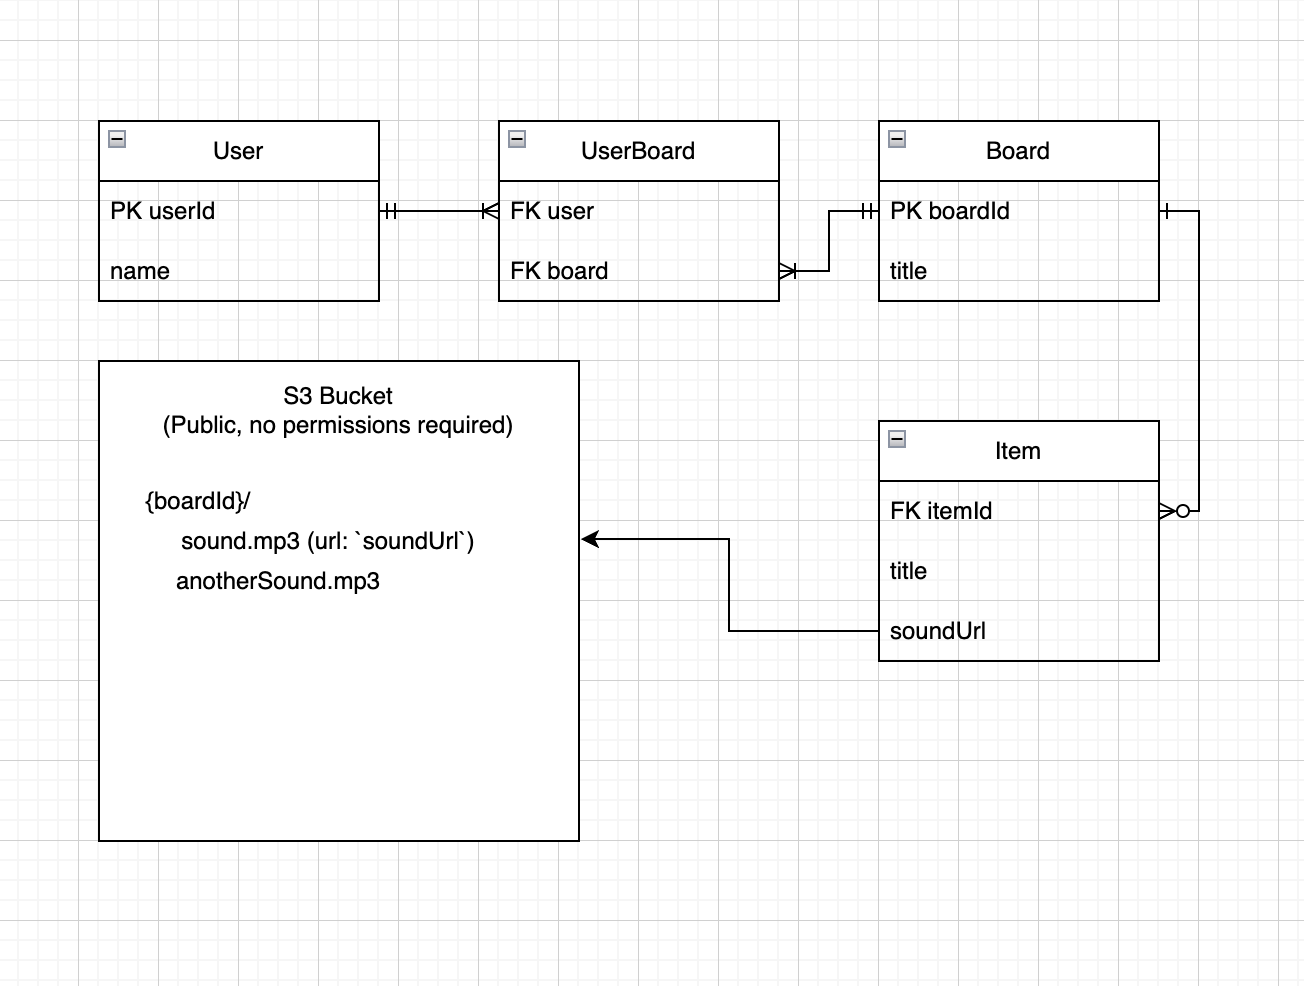 User
PK userId
name
UserBoard
FK user
FK board
Board
PK boardId
title
S3 Bucket
(Public, no permissions required)
{boardId}/
sound.mp3 (url: `soundUrl`)
anotherSound.mp3
Item
FK itemId
title
soundUrl